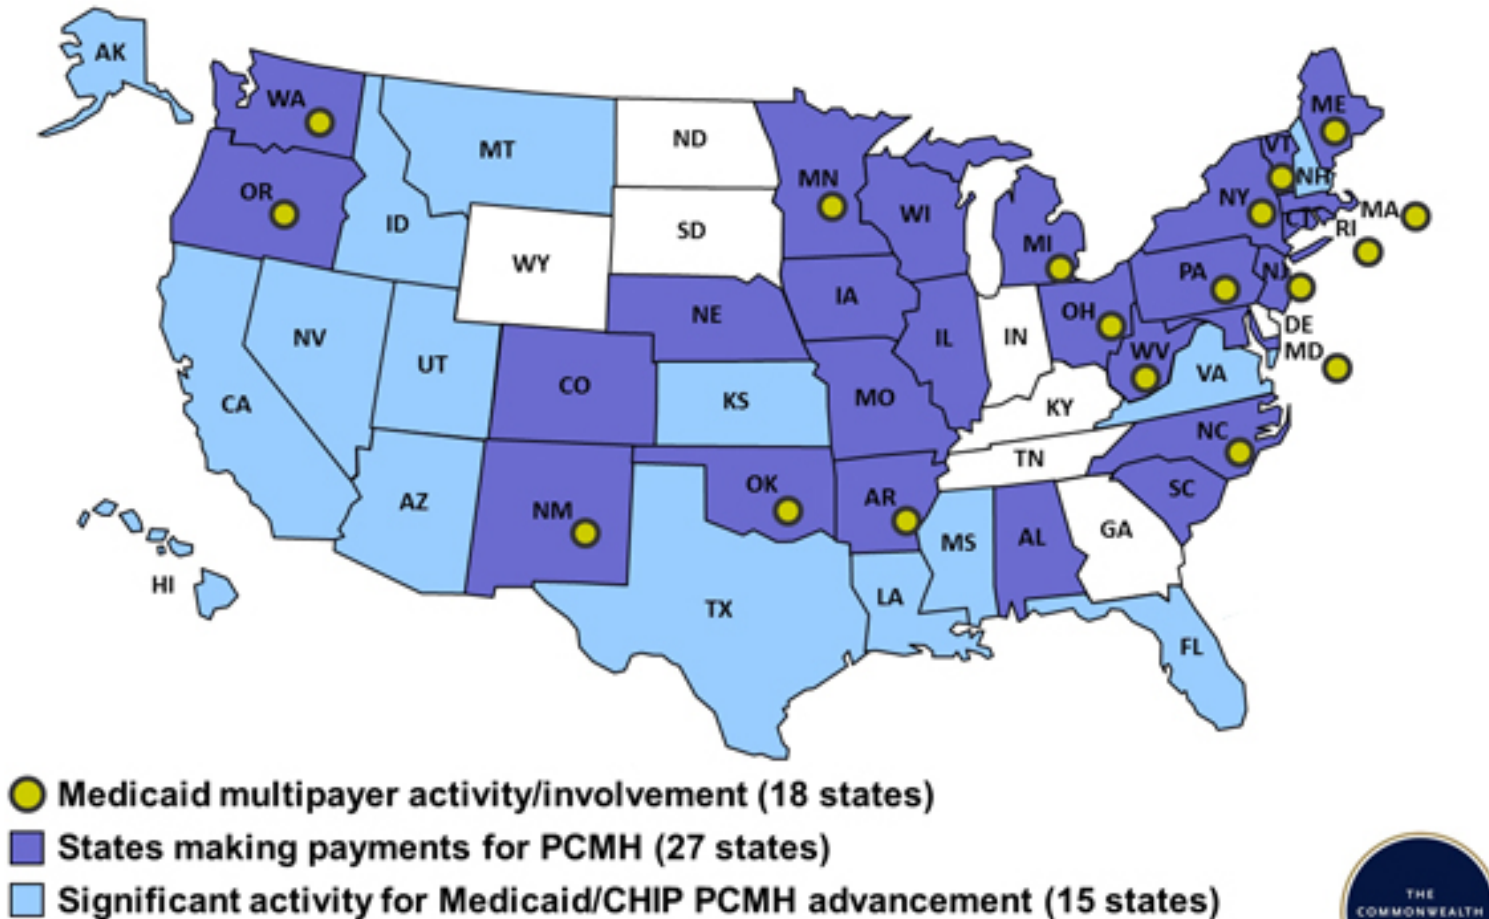 AK
WA
MT
ND
MN
ME
VT
NH
OR
ID
SD
WI
NY
MA
CT
RI
WY
MI
PA
NJ
NE
IA
OH
DE
NV
UT
IL
IN
WV
MD
CO
VA
CA
KS
MO
KY
NC
TN
AZ
NM
OK
AR
SC
MS
AL
GA
HI
TX
LA
FL
Medicaid multipayer activity/involvement (18 states)
States making payments for PCMH (27 states)
Significant activity for Medicaid/CHIP PCMH advancement (15 states)
THE
COMMONWEALTH